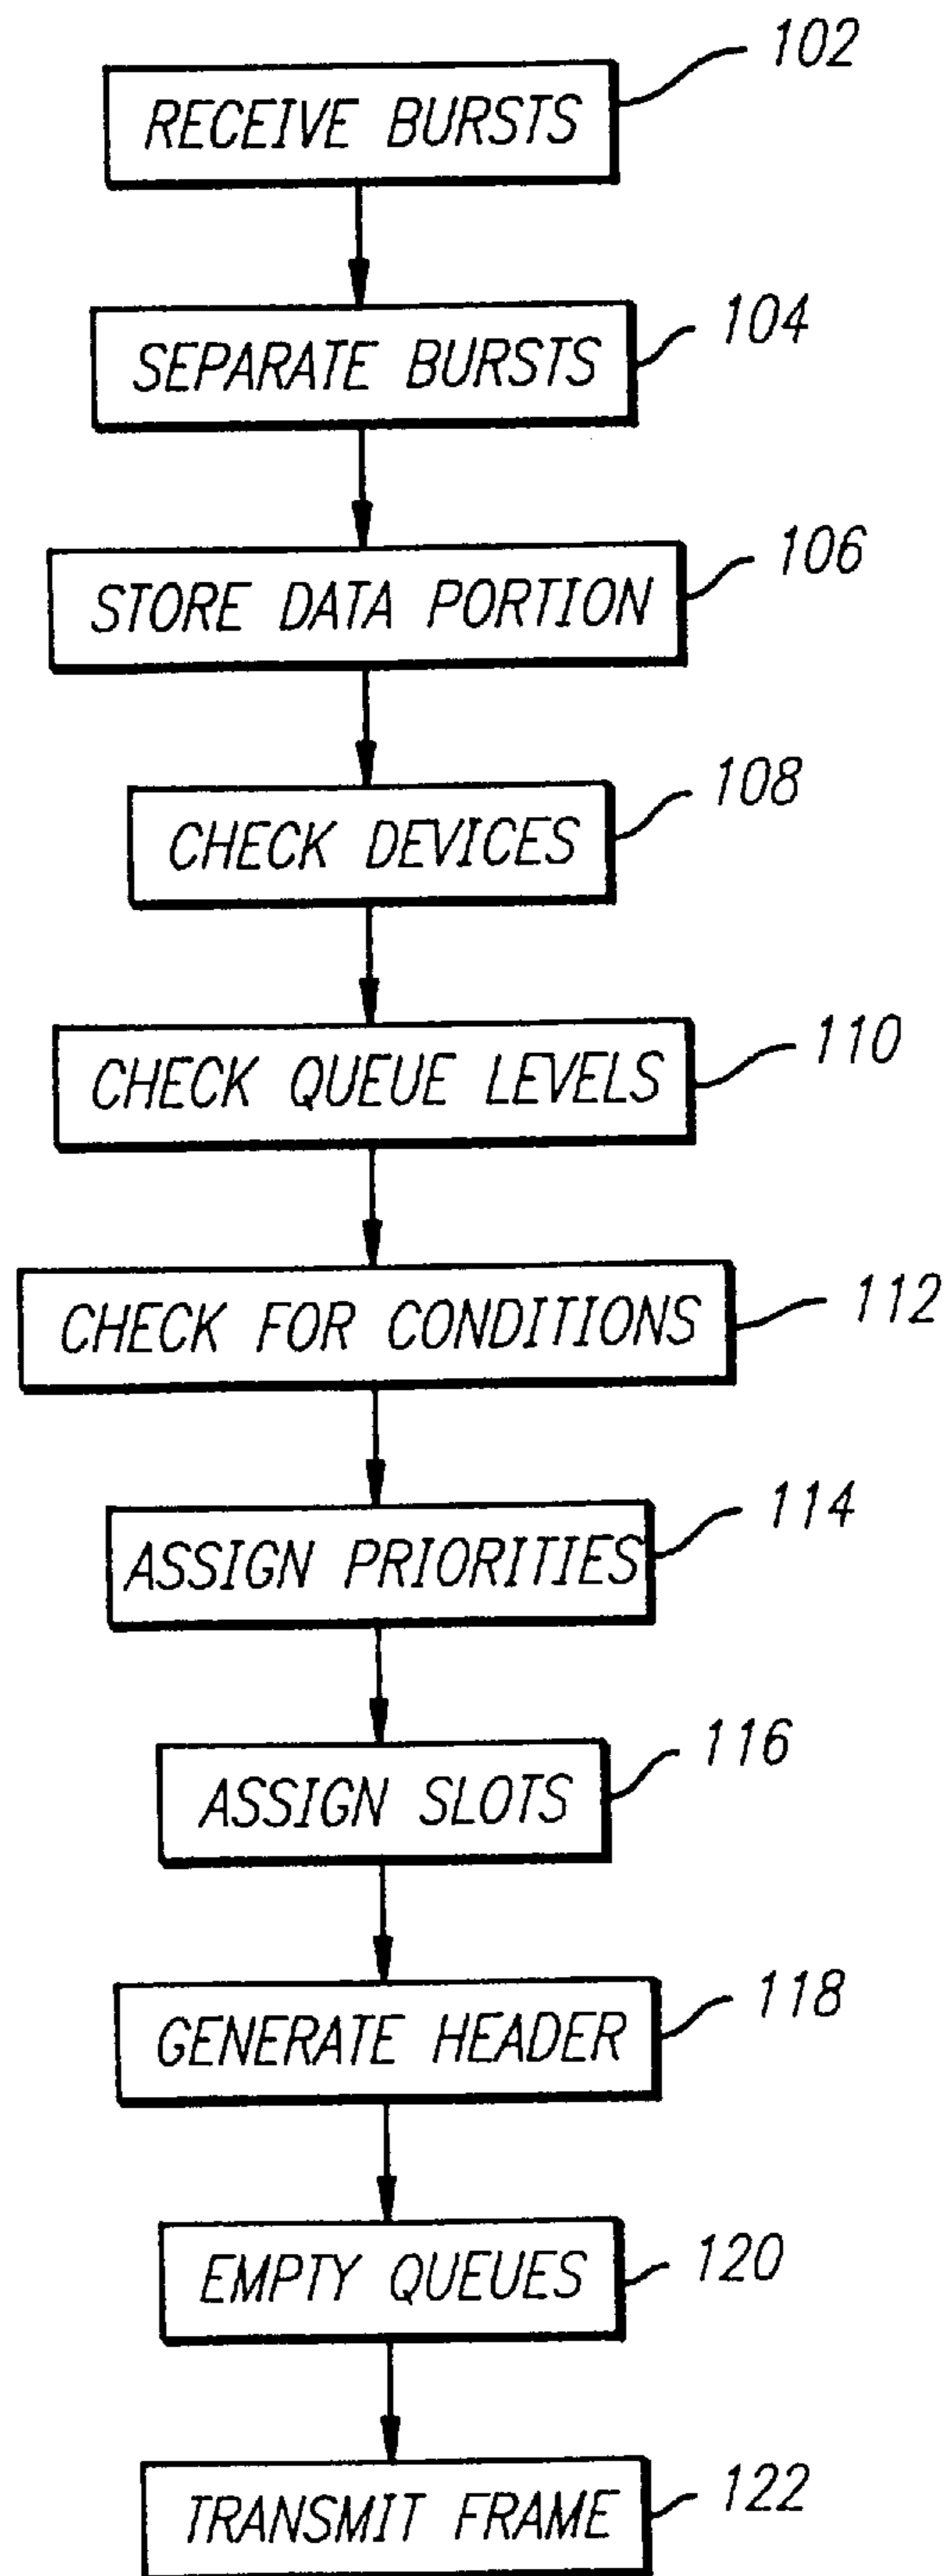 102
RECEIVE BURSTS
104
SEPARATE BURSTS
106
STORE DATA PORTION
108
CHECK DEVICES
110
CHECK QUEUE LEVELS
112
CHECK FOR CONDITIONS
114
ASSIGN PRIORITIES
116
ASSIGN SLOTS
118
GENERATE HEADER
120
EMPTY QUEUES
122
TRANSMIT FRAME